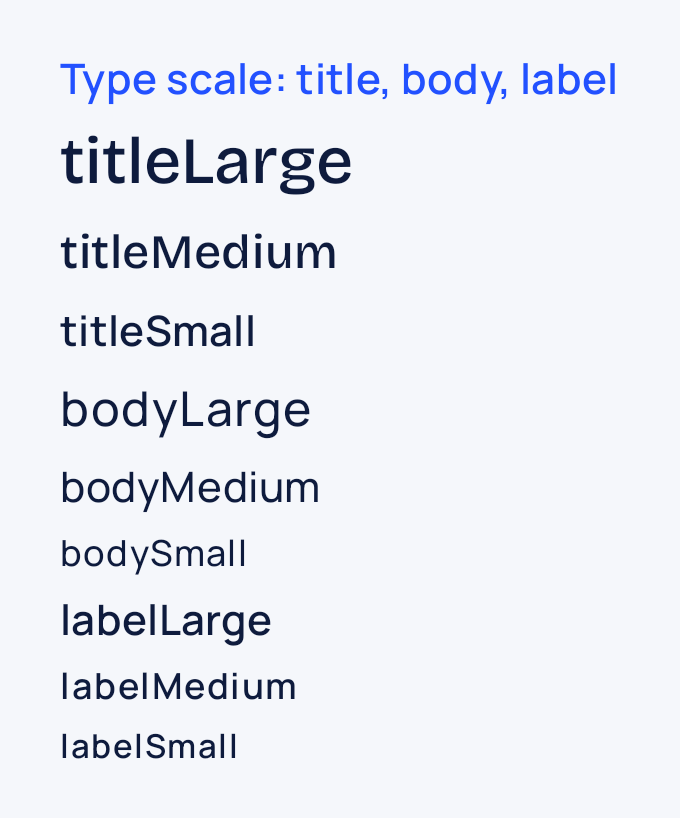 Type scale: title, body, label
titleLarge
titleMedium
titleSmall
bodyLarge
bodyMedium
bodySmall
labelLarge
labelMedium
labelSmall